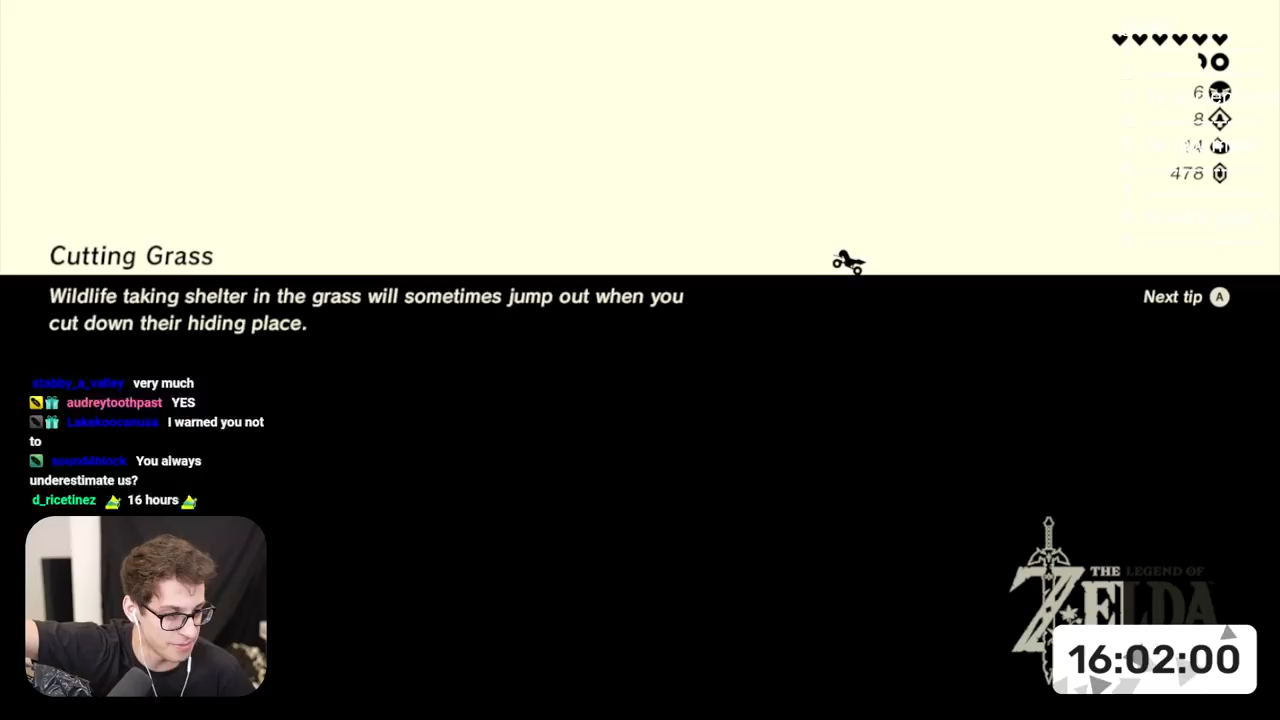 6
8
478
Cutting Grass
Wildlife taking shelter in the grass will sometimes jump out when you
cut down their hiding place.
Next tip A
stabby_a_valley very much
audreytoothpast YES
I warned you not
to
You always
underestimate us?
d_ricetinez 16 hours
THE LEGEND OF
ZELDA
16:02:00